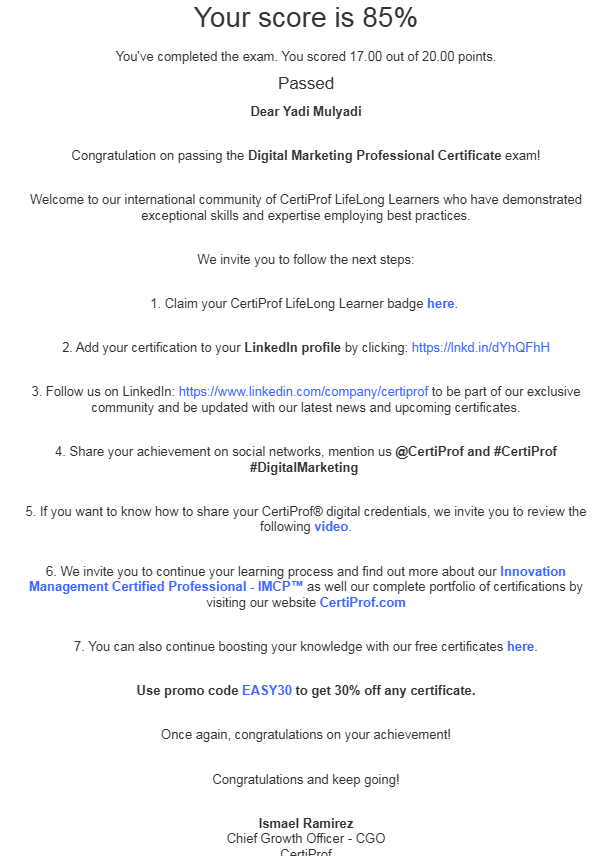 Your score is 85%
You've completed the exam. You scored 17.00 out of 20.00 points.
Passed
Dear Yadi Mulyadi
Congratulation on passing the Digital Marketing Professional Certificate exam!
Welcome to our international community of CertiProf LifeLong Learners who have demonstrated
exceptional skills and expertise employing best practices.
We invite you to follow the next steps:
1. Claim your CertiProf LifeLong Learner badge here.
2. Add your certification to your LinkedIn profile by clicking: https://lnkd.in/dYhQFhH
3. Follow us on LinkedIn: https://www.linkedin.com/company/certiprof to be part of our exclusive
community and be updated with our latest news and upcoming certificates.
4. Share your achievement on social networks, mention us @CertiProf and #CertiProf
#DigitalMarketing
5. If you want to know how to share your CertiProf® digital credentials, we invite you to review the
following video.
6. We invite you to continue your learning process and find out more about our Innovation
Management Certified Professional - IMCP™ as well our complete portfolio of certifications by
visiting our website CertiProf.com
7. You can also continue boosting your knowledge with our free certificates here.
Use promo code EASY30 to get 30% off any certificate.
Once again, congratulations on your achievement!
Congratulations and keep going!
Ismael Ramirez
Chief Growth Officer - CGO
CertiProf